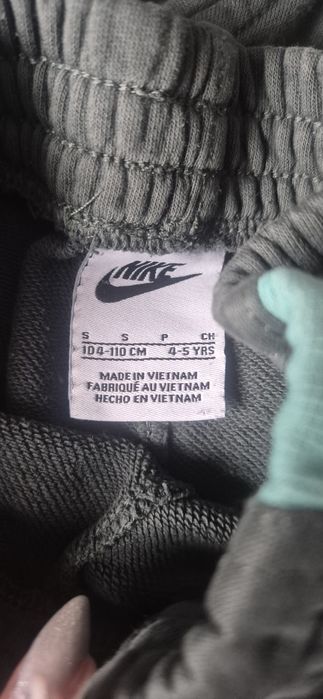 NIKE
S S P CH
104-110 CM 4-5 YRS
MADE IN VIETNAM
FABRIQUÉ AU VIETNAM
HECHO EN VIETNAM